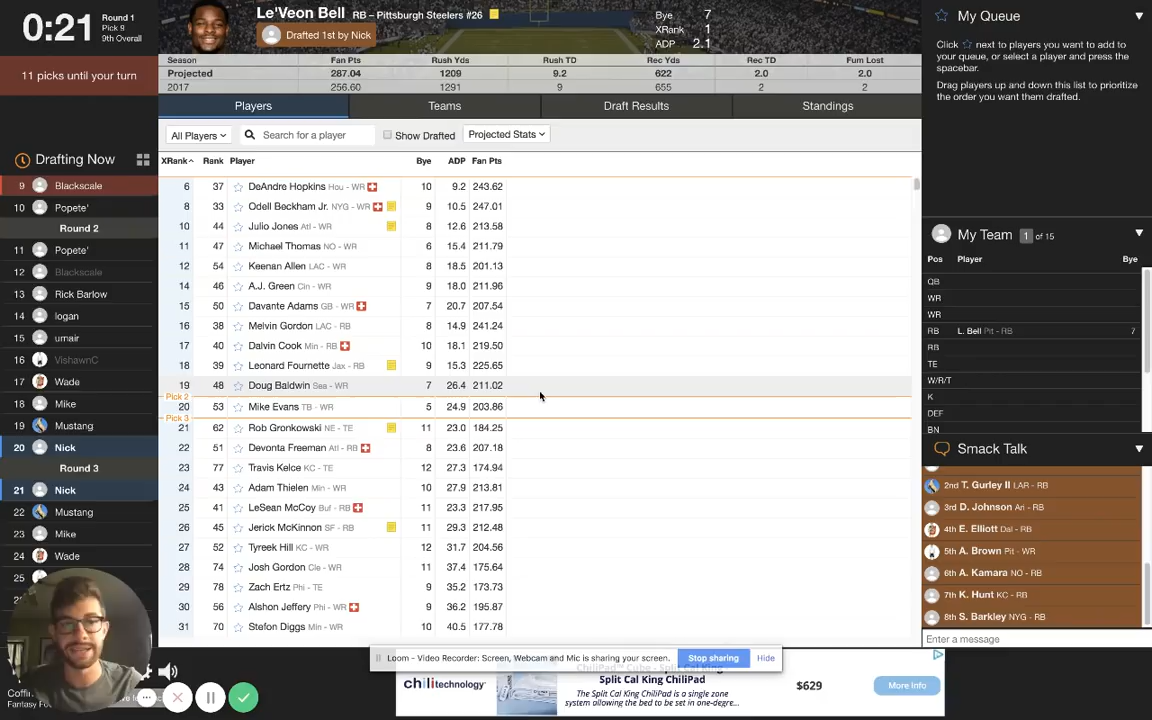 0:21
Round 1
Pick 9
9th Overall
11 picks until your turn
Le'Veon Bell RB – Pittsburgh Steelers #26
Drafted 1st by Nick
Bye 7
XRank 1
ADP 2.1
Season Fan Pts Rush Yds Rush TD Rec Yds Rec TD Fum Lost
Projected 287.04 1209 9.2 622 2.0 2.0
2017 256.60 1291 9 655 2 2
Players Teams Draft Results Standings
All Players Search for a player Show Drafted Projected Stats
XRank Rank Player Bye ADP Fan Pts
6 37 DeAndre Hopkins Hou - WR 10 9.2 243.62
8 33 Odell Beckham Jr. NYG - WR 9 10.5 247.01
10 44 Julio Jones Atl - WR 8 12.6 213.58
11 47 Michael Thomas NO - WR 6 15.4 211.79
12 54 Keenan Allen LAC - WR 8 18.5 201.13
14 46 A.J. Green Cin - WR 9 18.0 211.96
15 50 Davante Adams GB - WR 7 20.7 207.54
16 38 Melvin Gordon LAC - RB 8 14.9 241.24
17 40 Dalvin Cook Min - RB 10 18.1 219.50
18 39 Leonard Fournette Jax - RB 9 15.3 225.65
19 48 Doug Baldwin Sea - WR 7 26.4 211.02
Pick 2
20 53 Mike Evans TB - WR 5 24.9 203.86
Pick 3
21 62 Rob Gronkowski NE - TE 11 23.0 184.25
22 51 Devonta Freeman Atl - RB 8 23.6 207.18
23 77 Travis Kelce KC - TE 12 27.3 174.94
24 43 Adam Thielen Min - WR 10 27.9 213.81
25 41 LeSean McCoy Buf - RB 11 23.3 217.95
26 45 Jerick McKinnon SF - RB 11 29.3 212.48
27 52 Tyreek Hill KC - WR 12 31.7 204.56
28 74 Josh Gordon Cle - WR 11 37.4 175.64
29 78 Zach Ertz Phi - TE 9 35.2 173.73
30 56 Alshon Jeffery Phi - WR 9 36.2 195.87
31 70 Stefon Diggs Min - WR 10 40.5 177.78
Drafting Now
9 Blackscale
10 Popete'
Round 2
11 Popete'
12 Blackscale
13 Rick Barlow
14 logan
15 umair
16 VishawnC
17 Wade
18 Mike
19 Mustang
20 Nick
Round 3
21 Nick
22 Mustang
23 Mike
24 Wade
25
Coffin
Fantasy Fo
My Queue
Click next to players you want to add to
your queue, or select a player and press the
spacebar.
Drag players up and down this list to prioritize
the order you want them drafted.
My Team 1 of 15
Pos Player Bye
QB
WR
WR
RB L. Bell Pit - RB 7
RB
TE
W/R/T
K
DEF
BN
Smack Talk
2nd T. Gurley II LAR - RB
3rd D. Johnson Ari - RB
4th E. Elliott Dal - RB
5th A. Brown Pit - WR
6th A. Kamara NO - RB
7th K. Hunt KC - RB
8th S. Barkley NYG - RB
Enter a message
Loom – Video Recorder: Screen, Webcam and Mic is sharing your screen. Stop sharing Hide
chilitechnology
Split Cal King ChiliPad
The Split Cal King ChiliPad is a single zone
system allowing the bed to be set in one-degre...
$629
More Info